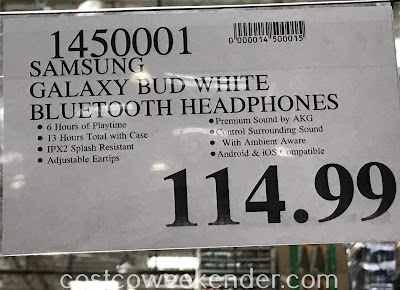 1450001
0000014500015
SAMSUNG
GALAXY BUD WHITE
BLUETOOTH HEADPHONES
• 6 Hours of Playtime
• 13 Hours Total with Case
• IPX2 Splash Resistant
• Adjustable Eartips
• Premium Sound by AKG
• Control Surrounding Sound
• With Ambient Aware
• Android & iOS Compatible
114.99
costcoweekender.com